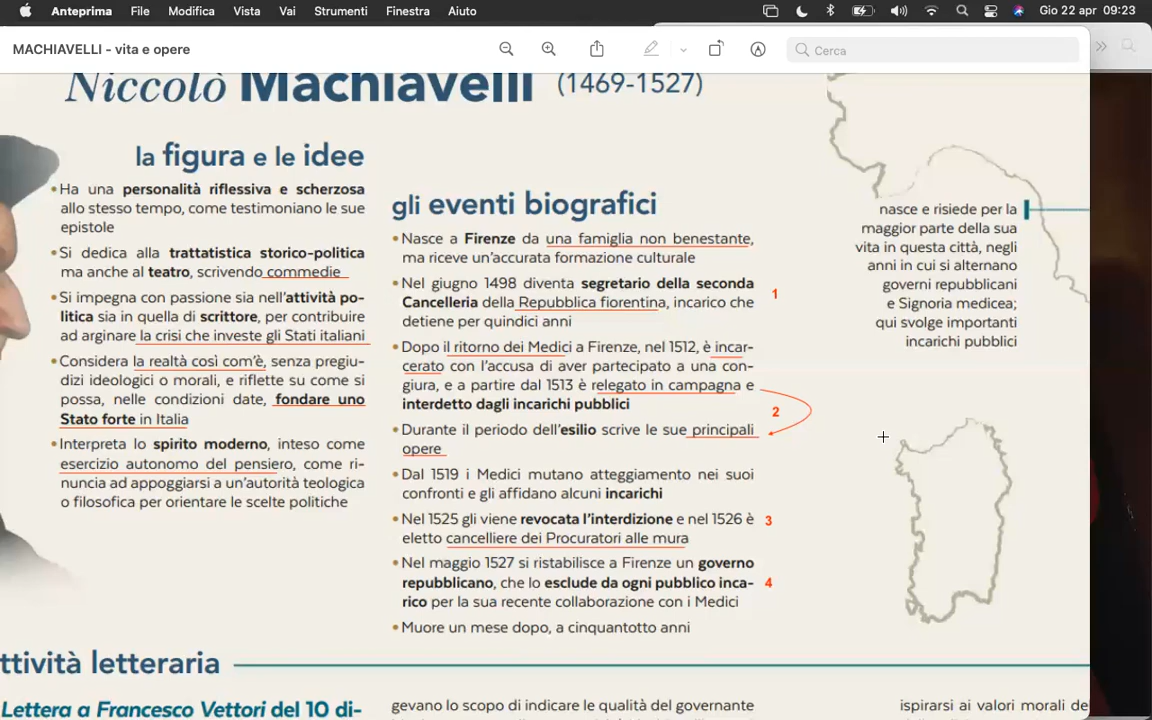 Anteprima File Modifica Vista Vai Strumenti Finestra Aiuto Gio 22 apr 09:23
MACHIAVELLI - vita e opere
Cerca
Niccolò Machiavelli (1469-1527)
la figura e le idee
• Ha una personalità riflessiva e scherzosa
allo stesso tempo, come testimoniano le sue
epistole
• Si dedica alla trattatistica storico-politica
ma anche al teatro, scrivendo commedie
• Si impegna con passione sia nell'attività po-
litica sia in quella di scrittore, per contribuire
ad arginare la crisi che investe gli Stati italiani
• Considera la realtà così com'è, senza pregiu-
dizi ideologici o morali, e riflette su come si
possa, nelle condizioni date, fondare uno
Stato forte in Italia
• Interpreta lo spirito moderno, inteso come
esercizio autonomo del pensiero, come ri-
nuncia ad appoggiarsi a un'autorità teologica
o filosofica per orientare le scelte politiche
gli eventi biografici
• Nasce a Firenze da una famiglia non benestante,
ma riceve un'accurata formazione culturale
• Nel giugno 1498 diventa segretario della seconda
Cancelleria della Repubblica fiorentina, incarico che
detiene per quindici anni
1
• Dopo il ritorno dei Medici a Firenze, nel 1512, è incar-
cerato con l'accusa di aver partecipato a una con-
giura, e a partire dal 1513 è relegato in campagna e
interdetto dagli incarichi pubblici
2
• Durante il periodo dell'esilio scrive le sue principali
opere
• Dal 1519 i Medici mutano atteggiamento nei suoi
confronti e gli affidano alcuni incarichi
• Nel 1525 gli viene revocata l'interdizione e nel 1526 è
eletto cancelliere dei Procuratori alle mura
3
• Nel maggio 1527 si ristabilisce a Firenze un governo
repubblicano, che lo esclude da ogni pubblico inca-
rico per la sua recente collaborazione con i Medici
4
• Muore un mese dopo, a cinquantotto anni
nasce e risiede per la
maggior parte della sua
vita in questa città, negli
anni in cui si alternano
governi repubblicani
e Signoria medicea;
qui svolge importanti
incarichi pubblici
ttività letteraria
Lettera a Francesco Vettori del 10 di-
gevano lo scopo di indicare le qualità del governante
ispirarsi ai valori morali de